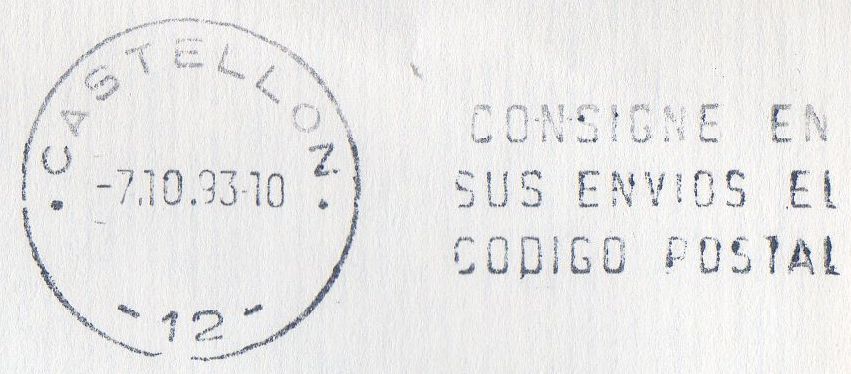 CASTELLON
-7.10.93-10
- 12 -
CONSIGNE EN
SUS ENVIOS EL
CODIGO POSTAL